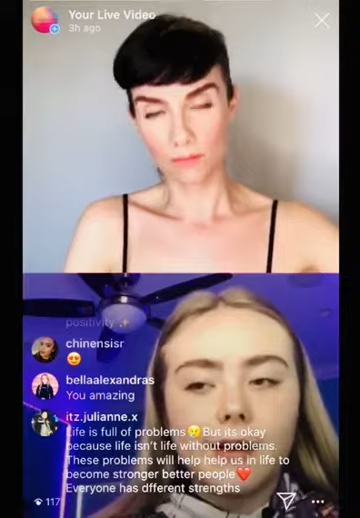 Your Live Video
3h ago
positivity ✨
chinensisr
😍
bellaalexandras
You amazing
itz.julianne.x
Life is full of problems😢But its okay
because life isn't life without problems.
These problems will help help us in life to
become stronger better people❤️
Everyone has dfferent strengths
117